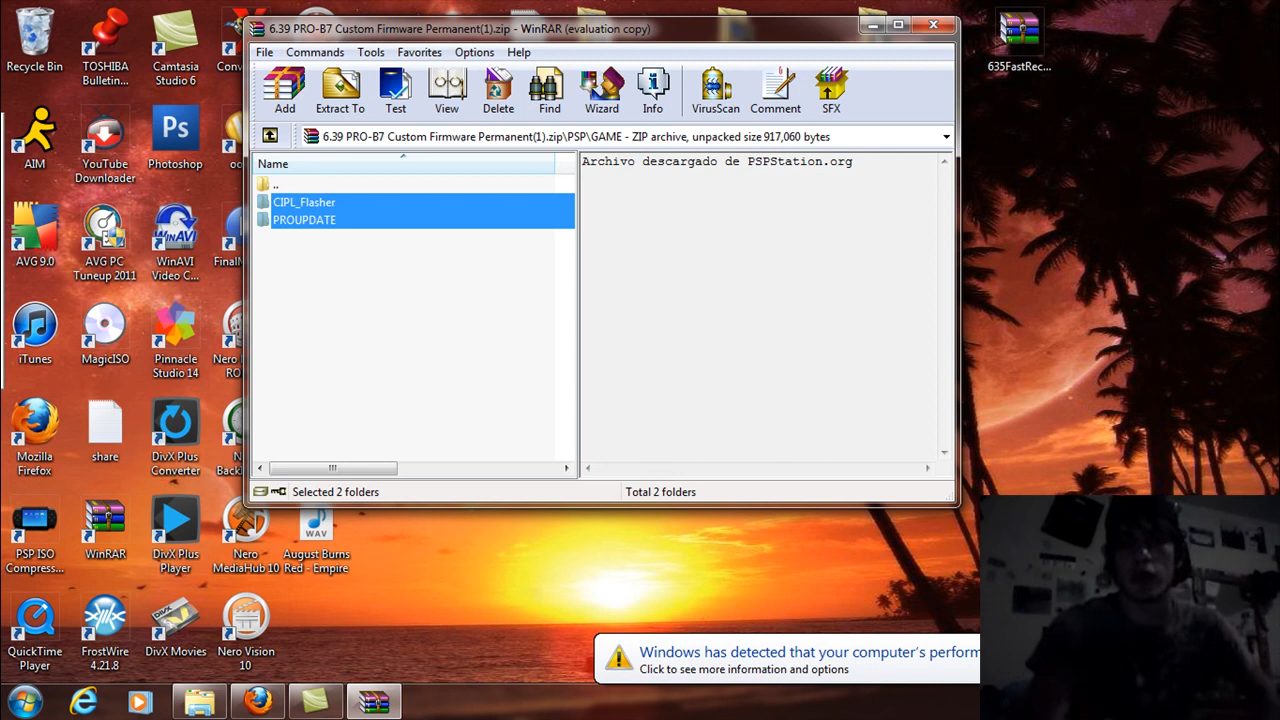 6.39 PRO-B7 Custom Firmware Permanent(1).zip - WinRAR (evaluation copy)
File Commands Tools Favorites Options Help
Add
Extract To
Test
View
Delete
Find
Wizard
Info
VirusScan
Comment
SFX
6.39 PRO-B7 Custom Firmware Permanent(1).zip\PSP\GAME - ZIP archive, unpacked size 917,090 bytes
Name
..
CIPL_Flasher
PROUPDATE
Archivo descargado de PSPStation.org
Selected 2 folders
Total 2 folders
Recycle Bin
TOSHIBA
Bulletin...
Camtasia
Studio 6
635FastRec...
AIM
YouTube
Downloader
Ps
Photoshop
AVG 9.0
AVG PC
Tuneup 2011
WinAVI
WinAVI
Video C...
iTunes
MagicISO
Pinnacle
Studio 14
Mozilla
Firefox
share
DivX Plus
Converter
PSP ISO
Compress...
WinRAR
DivX Plus
Player
Nero
MediaHub 10
WAV
August Burns
Red - Empire
QuickTime
Player
FrostWire
4.21.8
DivX Movies
Nero Vision
10
Windows has detected that your computer's perform
Click to see more information and options